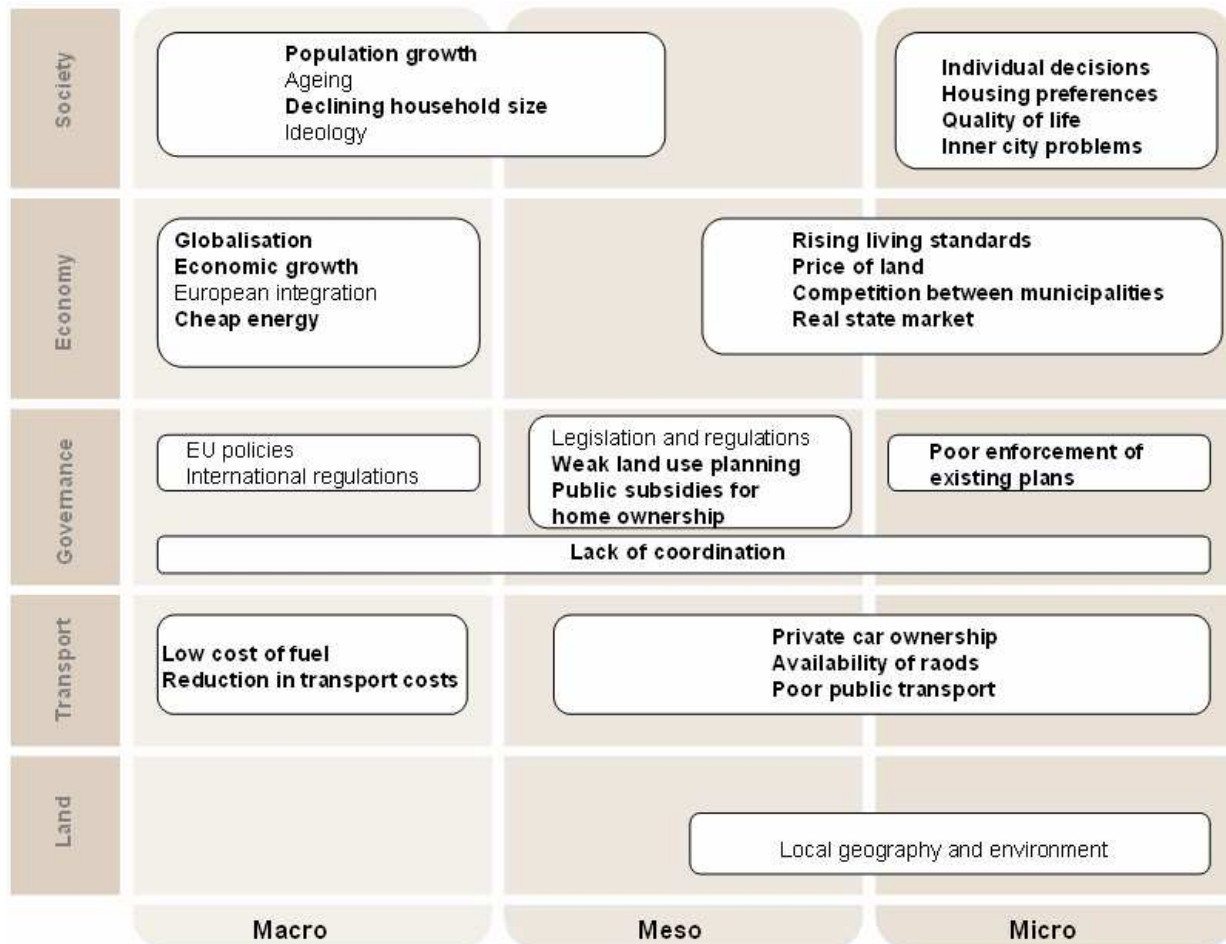 Society
Population growth
Ageing
Declining household size
Ideology
Individual decisions
Housing preferences
Quality of life
Inner city problems
Economy
Globalisation
Economic growth
European integration
Cheap energy
Rising living standards
Price of land
Competition between municipalities
Real state market
Governance
EU policies
International regulations
Legislation and regulations
Weak land use planning
Public subsidies for
home ownership
Poor enforcement of
existing plans
Lack of coordination
Transport
Low cost of fuel
Reduction in transport costs
Private car ownership
Availability of raods
Poor public transport
Land
Local geography and environment
Macro
Meso
Micro